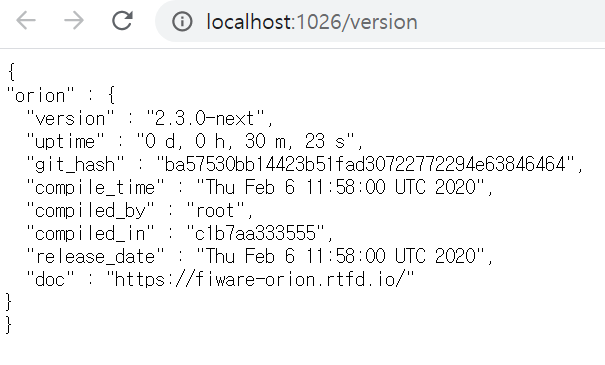 localhost:1026/version
{
"orion" : {
  "version" : "2.3.0-next",
  "uptime" : "0 d, 0 h, 30 m, 23 s",
  "git_hash" : "ba57530bb14423b51fad30722772294e63846464",
  "compile_time" : "Thu Feb 6 11:58:00 UTC 2020",
  "compiled_by" : "root",
  "compiled_in" : "c1b7aa333555",
  "release_date" : "Thu Feb 6 11:58:00 UTC 2020",
  "doc" : "https://fiware-orion.rtfd.io/"
}
}